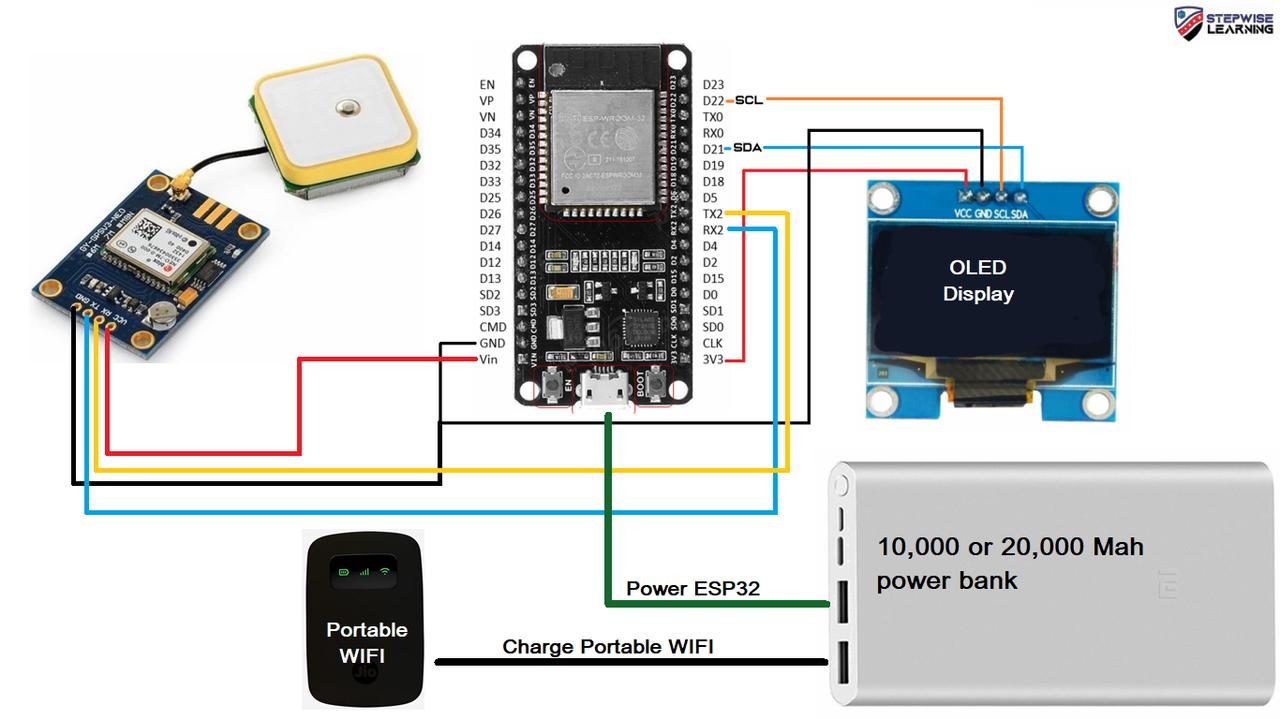 STEPWISE
LEARNING
EN
VP
VN
D34
D35
D32
D33
D25
D26
D27
D14
D12
D13
SD2
SD3
CMD
GND
Vin
D23
D22
SCL
TX0
RX0
D21
SDA
D19
D18
D5
TX2
RX2
D4
D2
D15
D0
SD1
SD0
CLK
3V3
ESP-WROOM-32
EN
BOOT
VCC GND SCL SDA
OLED
Display
GND
TX
RX
VCC
10,000 or 20,000 Mah
power bank
Power ESP32
Charge Portable WIFI
Portable
WIFI
Jio